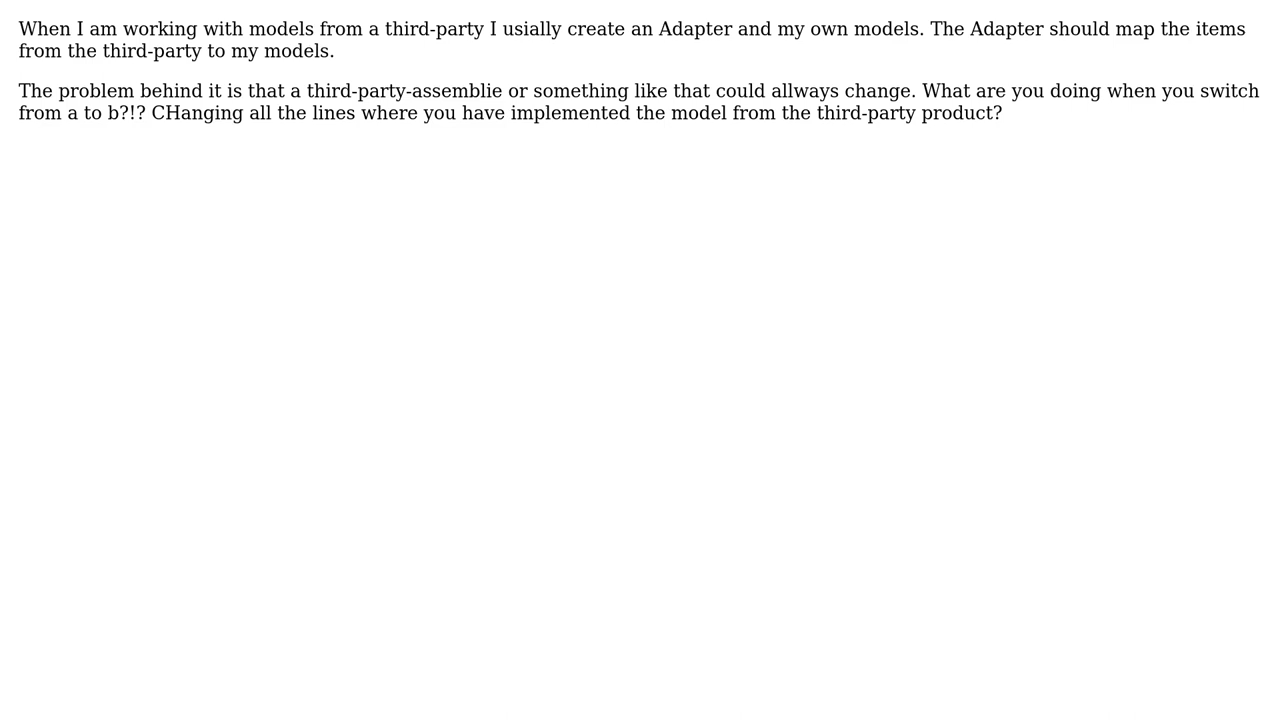 When I am working with models from a third-party I usially create an Adapter and my own models. The Adapter should map the items
from the third-party to my models.
The problem behind it is that a third-party-assemblie or something like that could allways change. What are you doing when you switch
from a to b?!? CHanging all the lines where you have implemented the model from the third-party product?